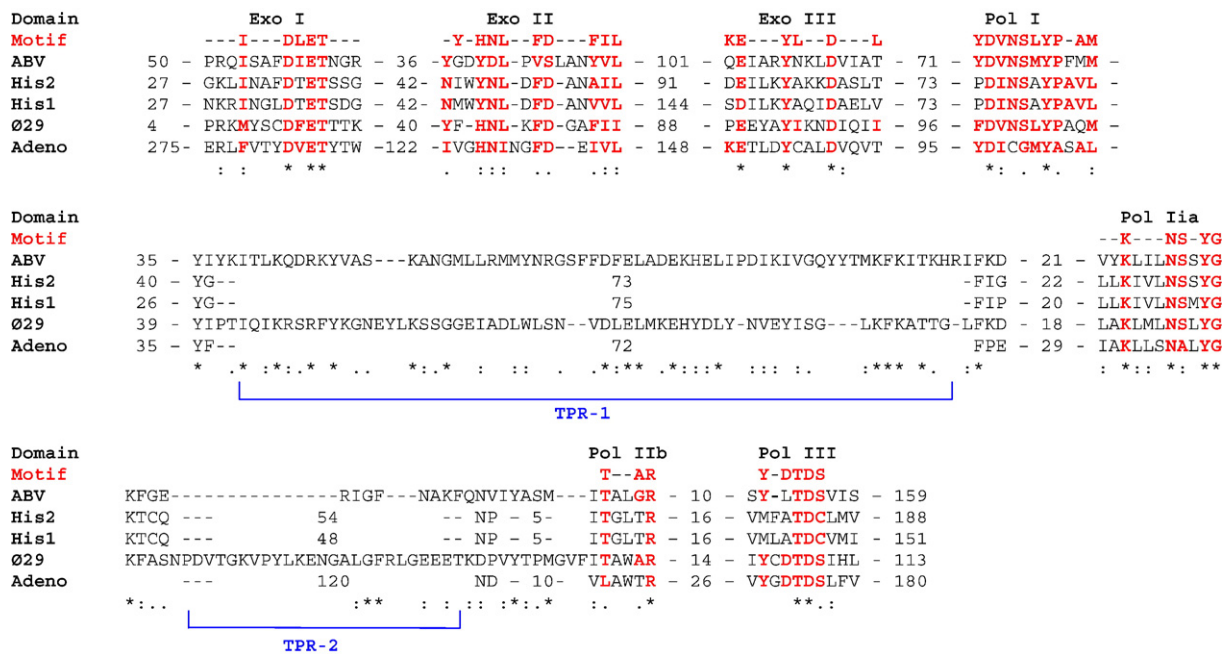 Domain Exo I Exo II Exo III Pol I
Motif ---I---DLET--- -Y-HNL--FD--FIL KE---YL--D--L YDVNSLYP-AM
ABV 50 - PRQISAFDIETNGR - 36 - YGDYDL-PVSLANYVL - 101 - QEIARYNKLDVIAT - 71 - YDVNSMYPFMM -
His2 27 - GKLINAFDTETSDG - 42 - NIWYNL-DFDANAIL - 91 - DEILKYAKKDASLT - 73 - PDINSAYPAVL -
His1 27 - NKRINGLDTETSDG - 42 - NMWYNL-DFD-ANVVL - 144 - SDILKYAQIDAELV - 73 - PDINSAYPAVL -
Ø29 4 - PRKMYSCDFETTTK - 40 - YF-HNL-KFD-GAFII - 88 - PEEYAYIKNDIQII - 96 - FDVNSLYPAQM -
Adeno 275- ERLFVTYDVETYTW - 122 - IVGHNINGFD--EIVL - 148 - KETLDYCALDVQVT - 95 - YDICGMYASAL -
: : * ** . ::: .. .:: * * *: *: *. :
Domain Pol Iia
Motif --K---NS-YG
ABV 35 - YIYKITLKQDRKYVAS---KANGMLLRMMYNRGSFFDFELADEKHELIPDIKIVGQYYTMKFKITKHRIFKD - 21 - VYKLILNSSYG
His2 40 - YG-- 73 -FIG - 22 - LLKIVLNSSYG
His1 26 - YG-- 75 -FIP - 20 - LLKIVLNSMYG
Ø29 39 - YIPTIQIKRSRFYKGNEYLKSSGGEIADLWLSN--VDLELMKEHYDLY-NVEYISG---LKFKATTG-LFKD - 18 - LAKLMLNSLYG
Adeno 35 - YF-- 72 FPE - 29 - IAKLLSNALYG
* .* :*:.* * .. *:.* : :: .. .*:** *.:::* ::: :. :*** *. :* : *:: *: **
TPR-1
Domain Pol IIb Pol III
Motif T--AR Y-DTDS
ABV KFGE--------------RIGF---NAKFQNVIYASM---ITALGR - 10 - SY-LTDSVIS - 159
His2 KTCQ --- 54 -- NP - 5- ITGLTR - 16 - VMFATDCLMV - 188
His1 KTCQ --- 48 -- NP - 5- ITGLTR - 16 - VMLATDCVMI - 151
Ø29 KFASNPDVTGKVPYLKENGALGFRLGEEETKDPVYTPMGVFITAWAR - 14 - IYCDTDSIHL - 113
Adeno --- 120 ND - 10- VLAWTR - 26 - VYGDTDSLFV - 180
*:.. :** : : :: :*:.* :. .* **.:
TPR-2